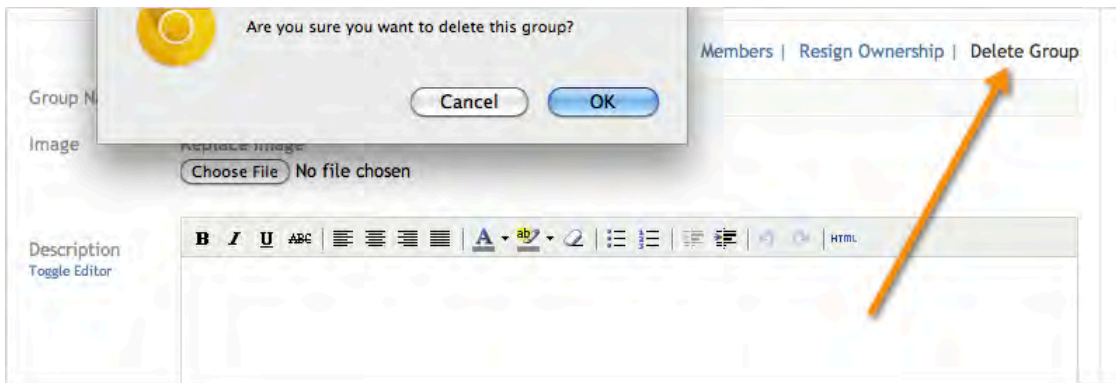 Are you sure you want to delete this group?
Members | Resign Ownership | Delete Group
Cancel OK
Group N
Image Replace Image
Choose File No file chosen
B I U ABC A ab HTML
Description
Toggle Editor